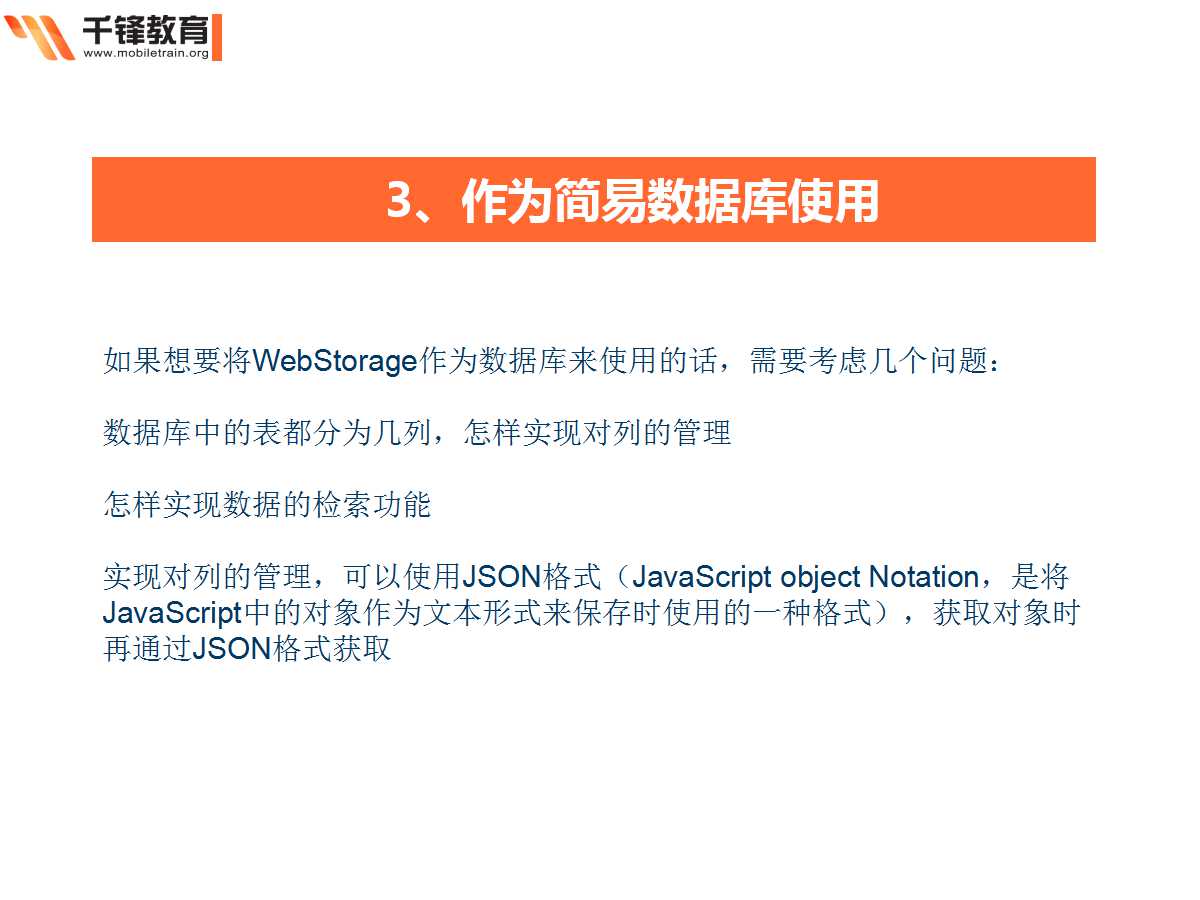 千锋教育
www.mobiletrain.org
3、作为简易数据库使用
如果想要将WebStorage作为数据库来使用的话，需要考虑几个问题：
数据库中的表都分为几列，怎样实现对列的管理
怎样实现数据的检索功能
实现对列的管理，可以使用JSON格式（JavaScript object Notation，是将
JavaScript中的对象作为文本形式来保存时使用的一种格式），获取对象时
再通过JSON格式获取